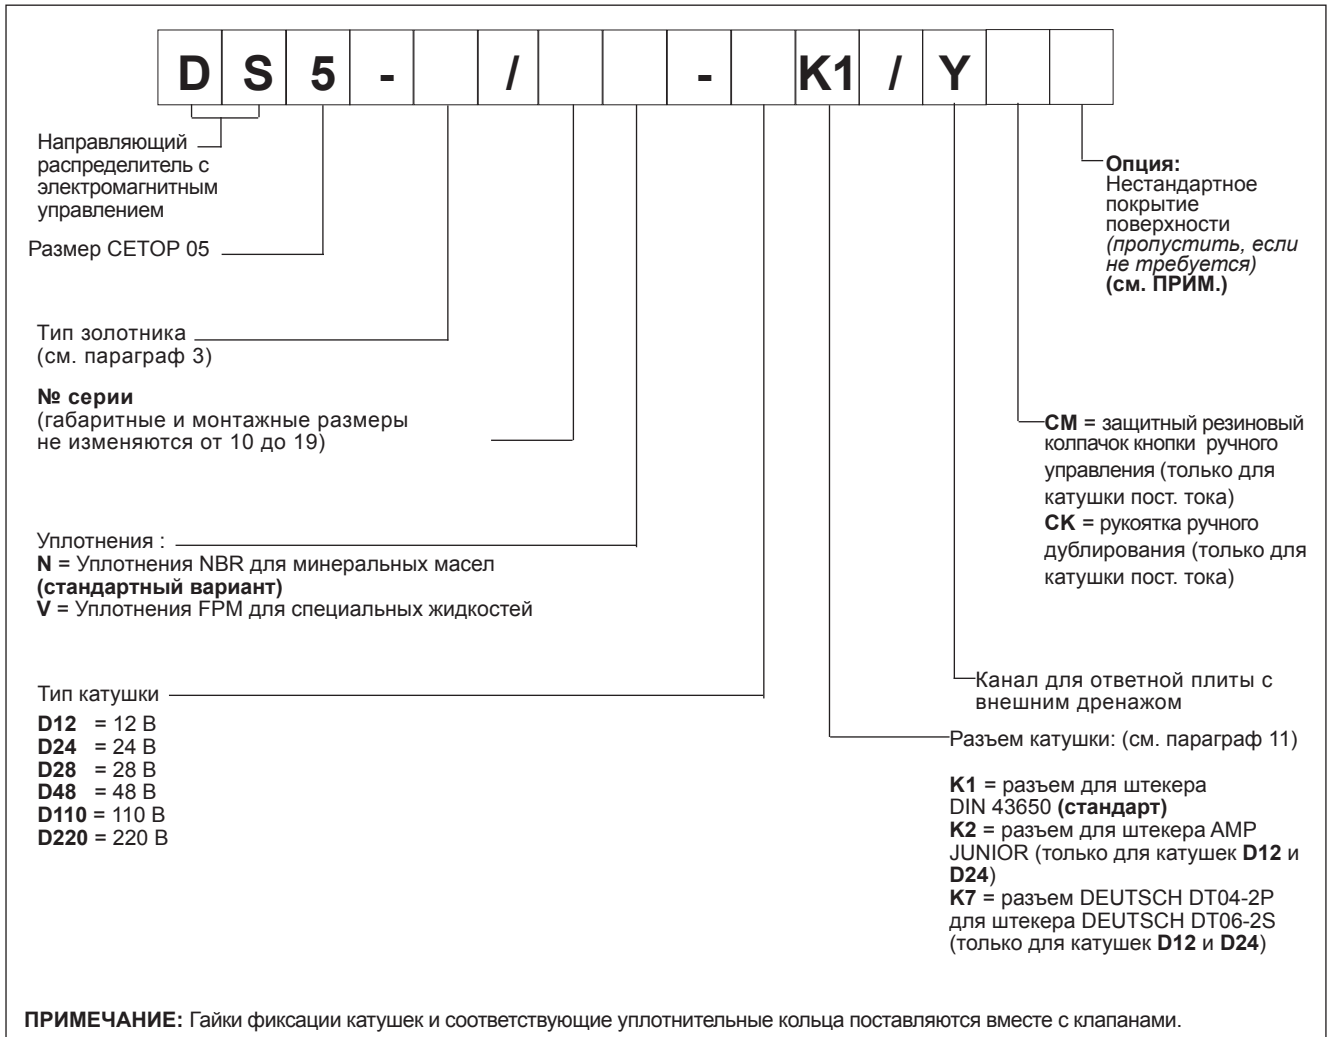 D S 5 - / - K1 / Y
Направляющий
распределитель с
электромагнитным
управлением
Размер CETOP 05
Тип золотника
(см. параграф 3)
№ серии
(габаритные и монтажные размеры
не изменяются от 10 до 19)
Уплотнения :
N = Уплотнения NBR для минеральных масел
(стандартный вариант)
V = Уплотнения FPM для специальных жидкостей
Тип катушки
D12 = 12 В
D24 = 24 В
D28 = 28 В
D48 = 48 В
D110 = 110 В
D220 = 220 В
Опция:
Нестандартное
покрытие
поверхности
(пропустить, если
не требуется)
(см. ПРИМ.)
CM = защитный резиновый
колпачок кнопки ручного
управления (только для
катушки пост. тока)
CK = рукоятка ручного
дублирования (только для
катушки пост. тока)
Канал для ответной плиты с
внешним дренажом
Разъем катушки: (см. параграф 11)
K1 = разъем для штекера
DIN 43650 (стандарт)
K2 = разъем для штекера AMP
JUNIOR (только для катушек D12 и
D24)
K7 = разъем DEUTSCH DT04-2P
для штекера DEUTSCH DT06-2S
(только для катушек D12 и D24)
ПРИМЕЧАНИЕ: Гайки фиксации катушек и соответствующие уплотнительные кольца поставляются вместе с клапанами.